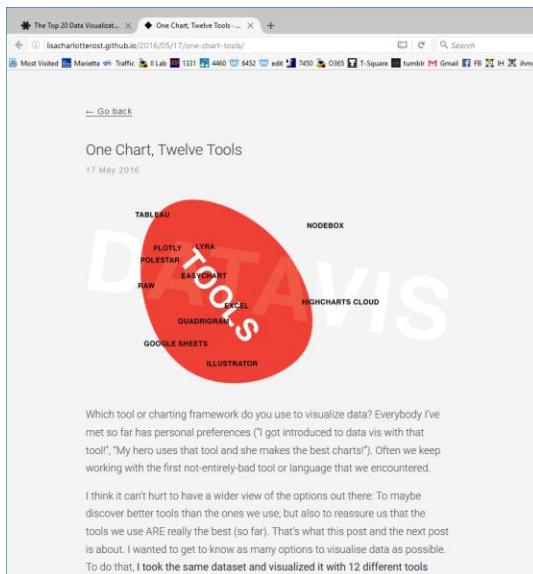 The Top 20 Data Visualizat...
One Chart, Twelve Tools - ...
lisacharlotterost.github.io/2016/05/17/one-chart-tools/
Search
Most Visited Marietta Traffic II Lab 1331 4460 6452 edit 7450 O365 T-Square tumblr Gmail FB IH ihm
← Go back
One Chart, Twelve Tools
17 May 2016
DATAVIS
TOOLS
TABLEAU
NODEBOX
PLOTLY LYRA
POLESTAR
EASYCHART
RAW
EXCEL
HIGHCHARTS CLOUD
QUADRIGRAM
GOOGLE SHEETS
ILLUSTRATOR
Which tool or charting framework do you use to visualize data? Everybody I've
met so far has personal preferences ("I got introduced to data vis with that
tool!", "My hero uses that tool and she makes the best charts!"). Often we keep
working with the first not-entirely-bad tool or language that we encountered.
I think it can't hurt to have a wider view of the options out there: To maybe
discover better tools than the ones we use; but also to reassure us that the
tools we use ARE really the best (so far). That's what this post and the next post
is about. I wanted to get to know as many options to visualise data as possible.
To do that, I took the same dataset and visualized it with 12 different tools